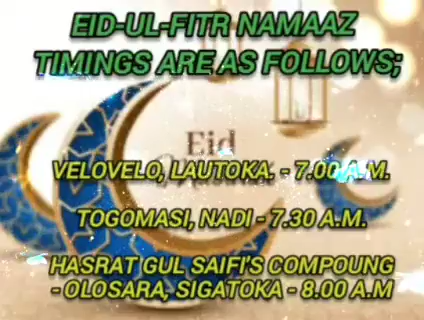 EID-UL-FITR NAMAAZ
TIMINGS ARE AS FOLLOWS;
Eid
VELOVELO, LAUTOKA. - 7.00 A.M.
TOGOMASI, NADI - 7.30 A.M.
HASRAT GUL SAIFI'S COMPOUNG
- OLOSARA, SIGATOKA - 8.00 A.M